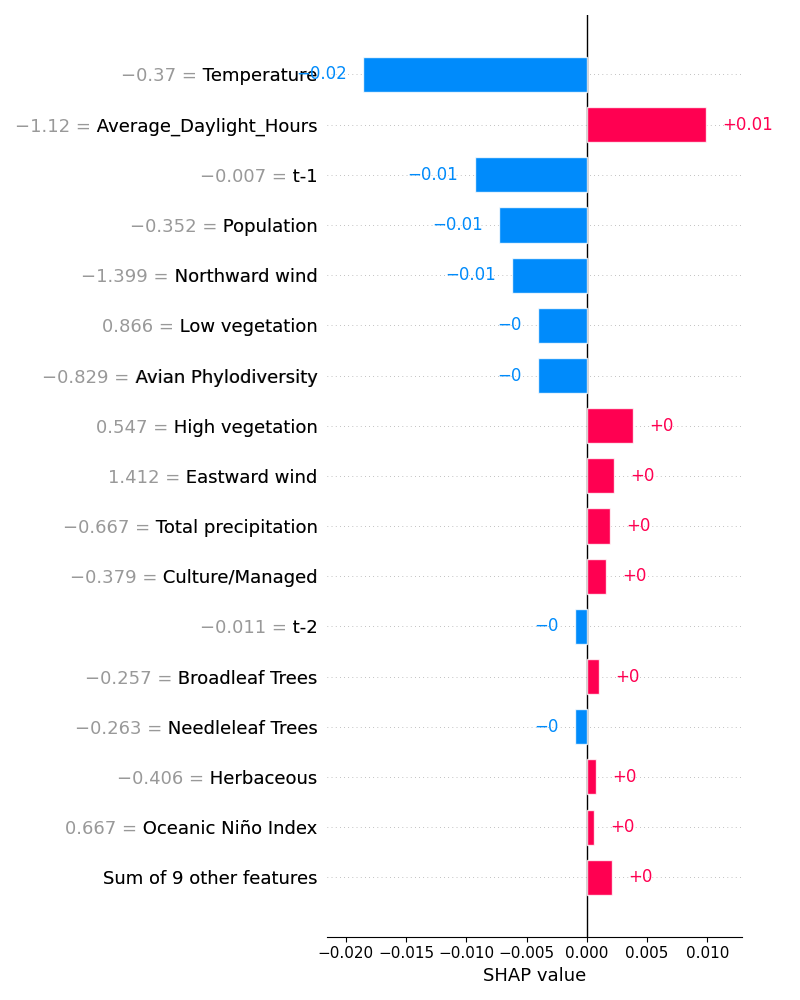 −0.37 = Temperature −0.02
−1.12 = Average_Daylight_Hours +0.01
−0.007 = t-1 −0.01
−0.352 = Population −0.01
−1.399 = Northward wind −0.01
0.866 = Low vegetation −0
−0.829 = Avian Phylodiversity −0
0.547 = High vegetation +0
1.412 = Eastward wind +0
−0.667 = Total precipitation +0
−0.379 = Culture/Managed +0
−0.011 = t-2 −0
−0.257 = Broadleaf Trees +0
−0.263 = Needleleaf Trees −0
−0.406 = Herbaceous +0
0.667 = Oceanic Niño Index +0
Sum of 9 other features +0
−0.020 −0.015 −0.010 −0.005 0.000 0.005 0.010
SHAP value